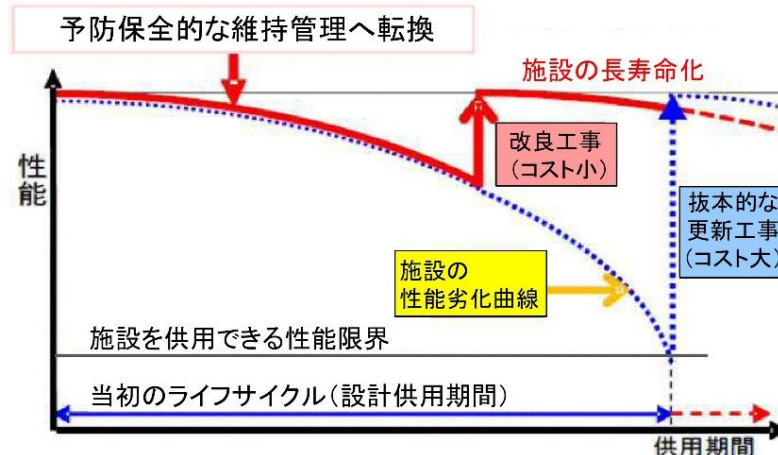 予防保全的な維持管理へ転換
施設の長寿命化
性能
改良工事
(コスト小)
抜本的な
更新工事
(コスト大)
施設の
性能劣化曲線
施設を供用できる性能限界
当初のライフサイクル(設計供用期間)
供用期間